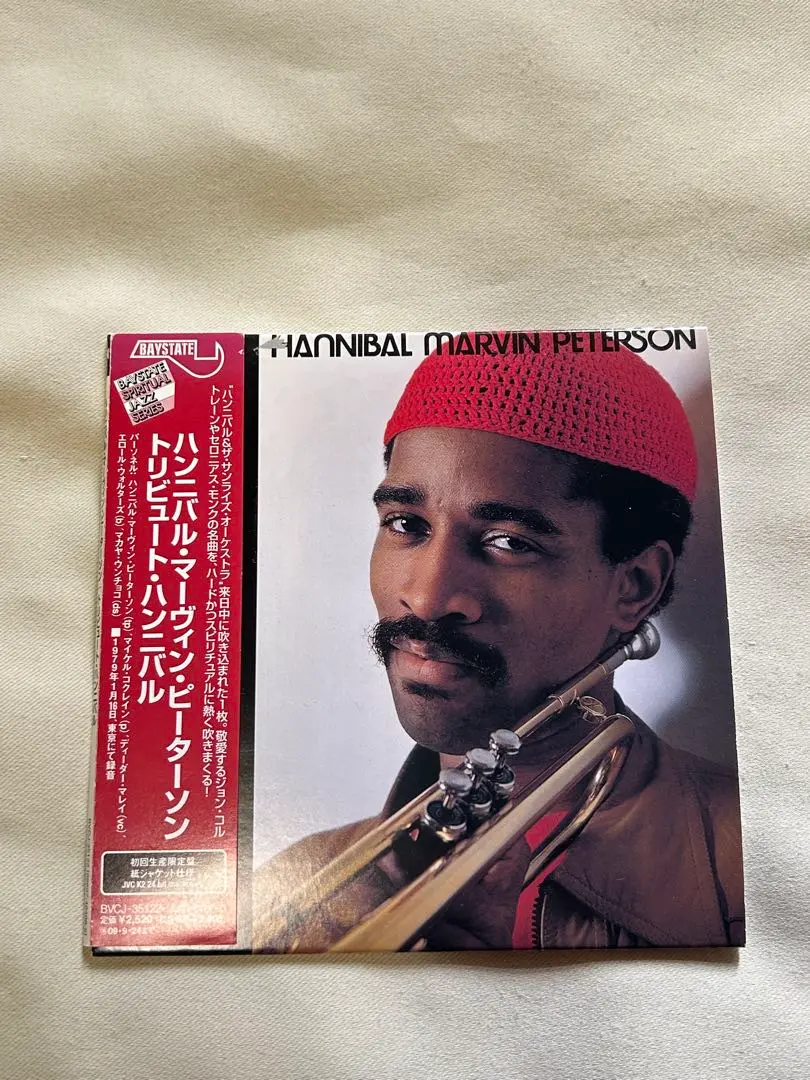 HANNIBAL MARVIN PETERSON
BAYSTATE
BAYSTATE
SPIRITUAL
JAZZ
SERIES
"ハンニバル&ザ・サンライズ・オーケストラ"来日中に吹き込まれた1枚。敬愛するジョン・コル
トレーンやセロニアス・モンクの名曲を、ハードかつスピリチュアルに熱く吹きまくる!
ハンニバル・マーヴィン・ピーターソン
トリビュート・ハンニバル
パーソネル:ハンニバル・マーヴィン・ピーターソン(tp)、マイケル・コクレイン(p)、ディーダー・マレイ(vc)、
エロール・ウォルターズ(b)、マカヤ・ウンチョコ(ds) ■1979年1月16日、東京にて録音
初回生産限定盤
紙ジャケット仕様
JVC K2 24 bit
BVCJ-35122
定価¥2,520